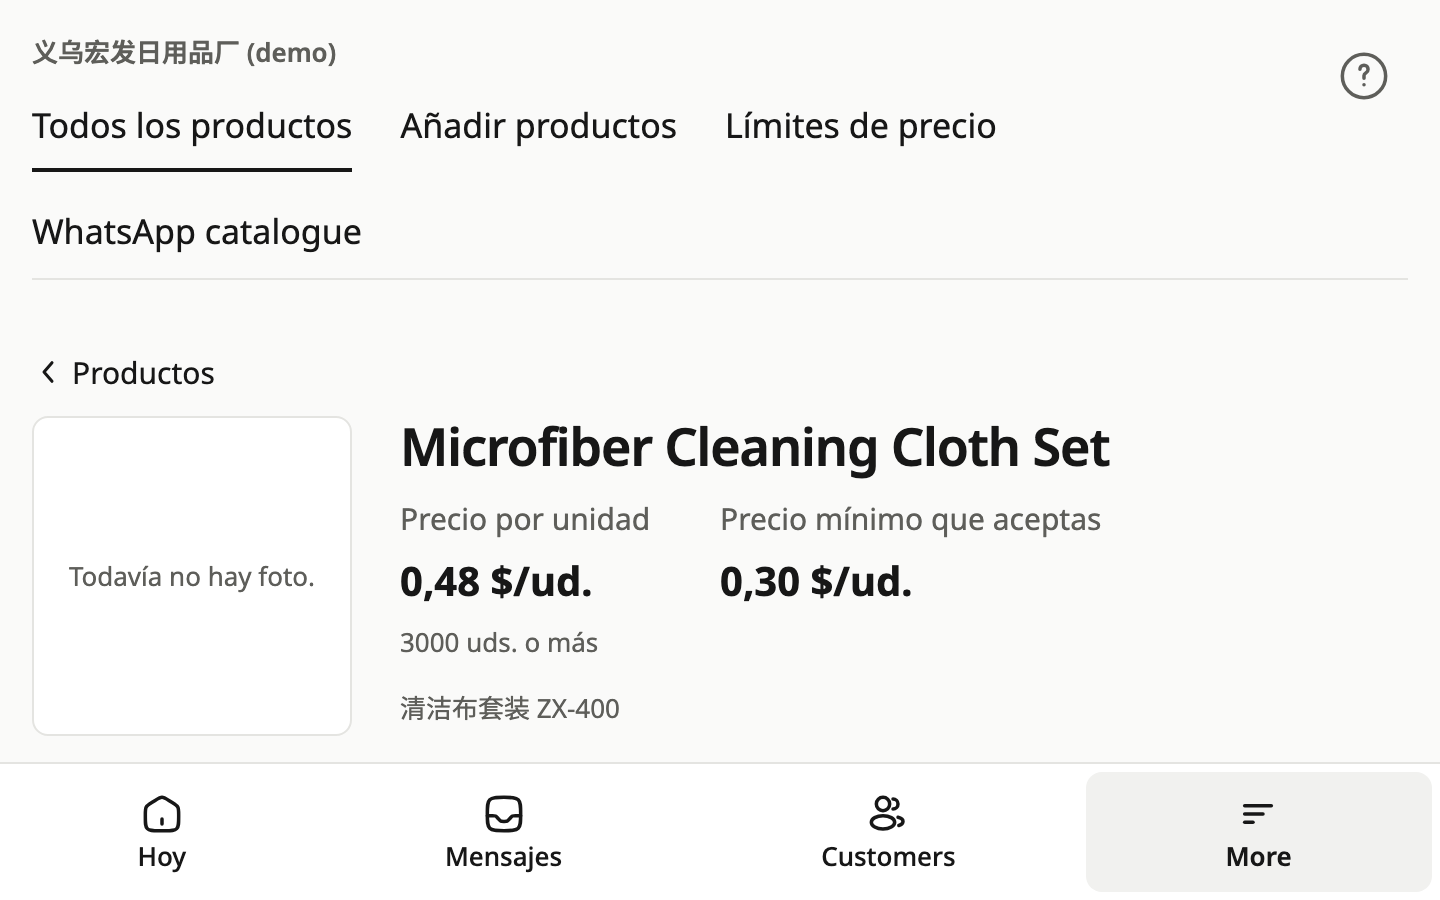 义乌宏发日用品厂 (demo)
?
Todos los productos
Añadir productos
Límites de precio
WhatsApp catalogue
Productos
Todavía no hay foto.
Microfiber Cleaning Cloth Set
Precio por unidad
Precio mínimo que aceptas
0,48 $/ud.
0,30 $/ud.
3000 uds. o más
清洁布套装 ZX-400
Hoy
Mensajes
Customers
More